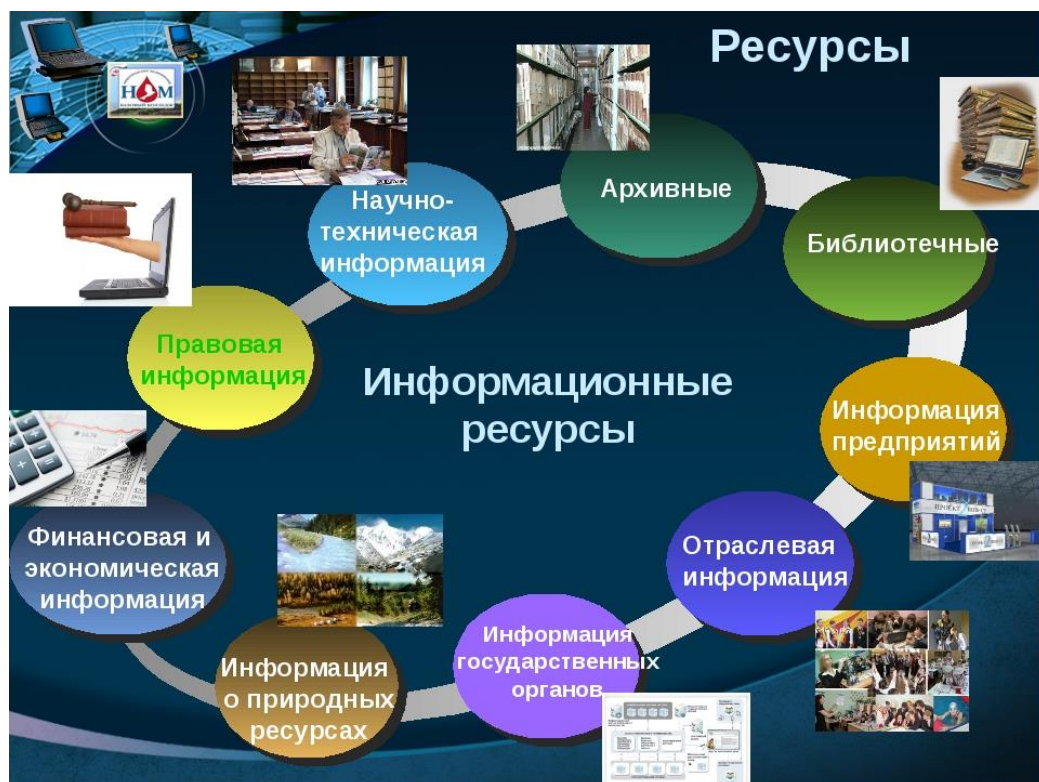 Ресурсы
НМ
Архивные
Научно-
техническая
информация
Библиотечные
Правовая
информация
Информационные
ресурсы
Информация
предприятий
Финансовая и
экономическая
информация
Отраслевая
информация
Информация
государственных
органов
Информация
о природных
ресурсах